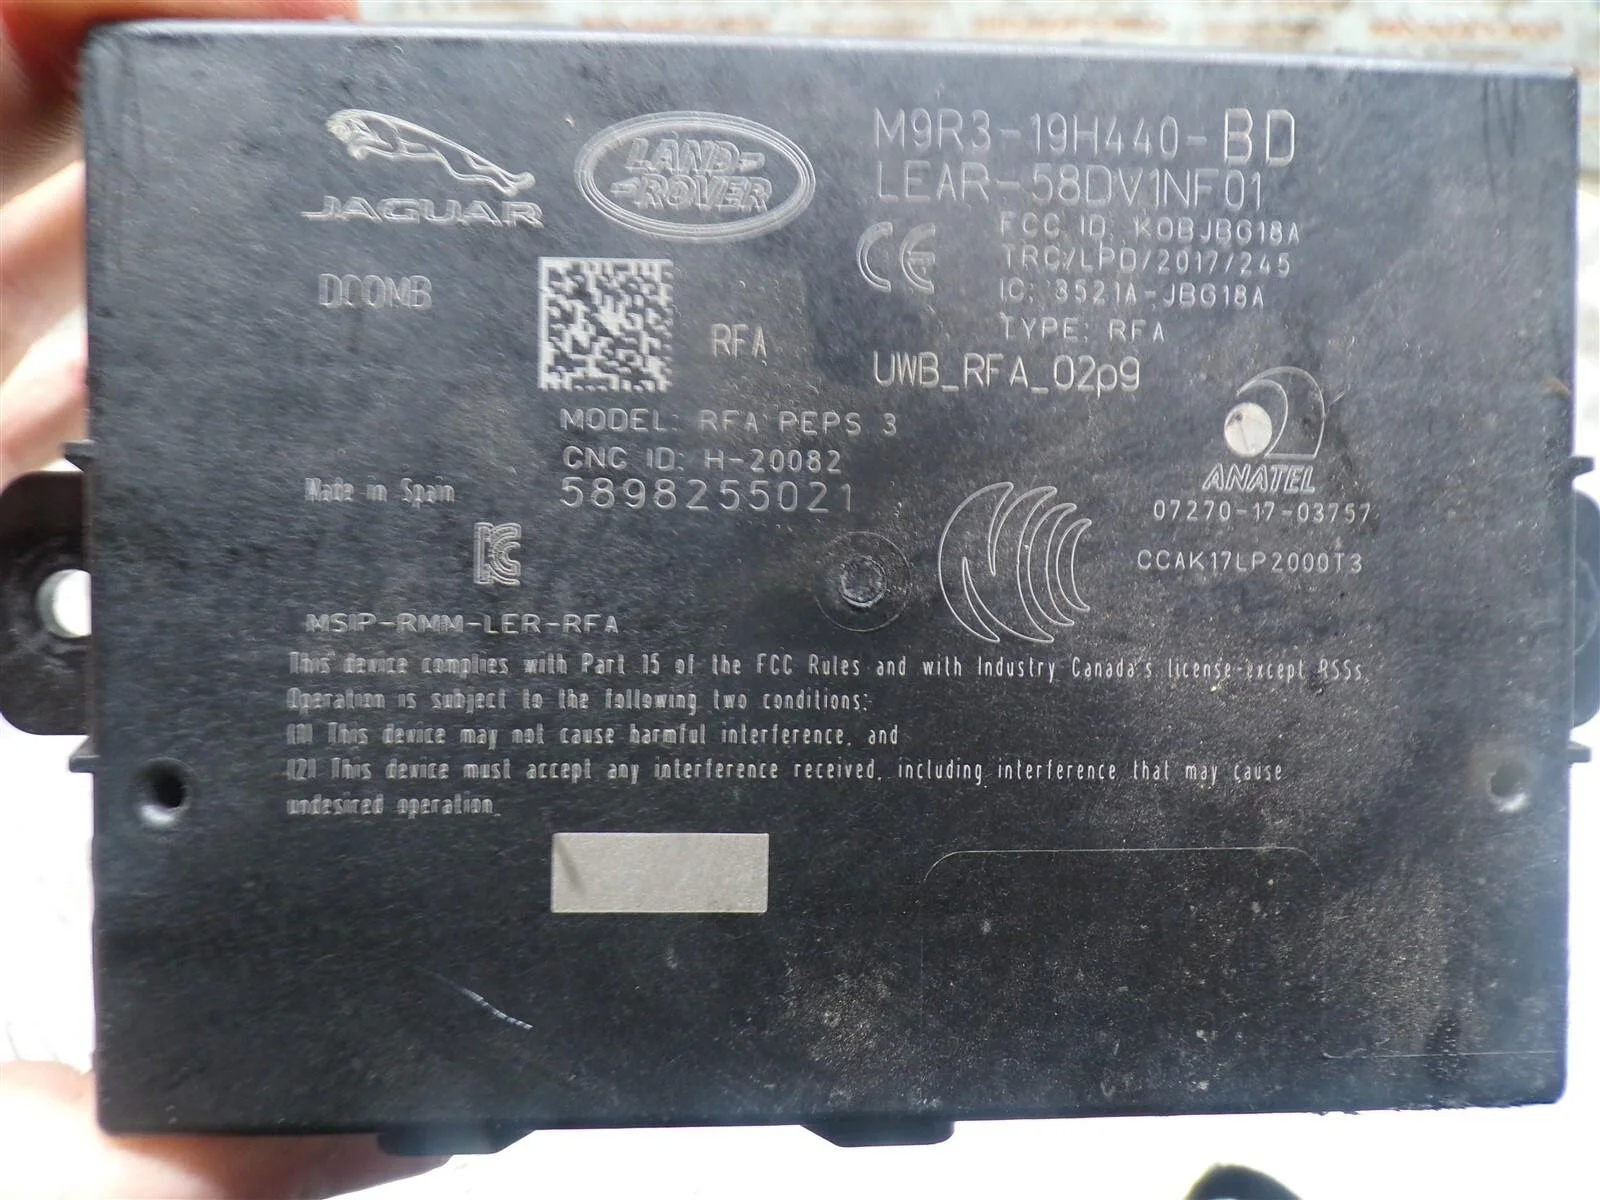 M9R3-19H440-BD
LEAR-58DV1NF01
JAGUAR
LAND-
-ROVER
CE
FCC ID: KOBJBG18A
TRC/LPD/2017/245
IC: 3521A-JBG18A
TYPE: RFA
DCOMB
RFA
UWB_RFA_02p9
MODEL: RFA PEPS 3
CNC ID: H-20082
Made in Spain
5898255021
ANATEL
07270-17-03757
CCAK17LP2000T3
MSIP-RMM-LER-RFA
This device complies with Part 15 of the FCC Rules and with Industry Canada's license-except RSSs.
Operation is subject to the following two conditions:
(1) This device may not cause harmful interference, and
(2) This device must accept any interference received, including interference that may cause
undesired operation.